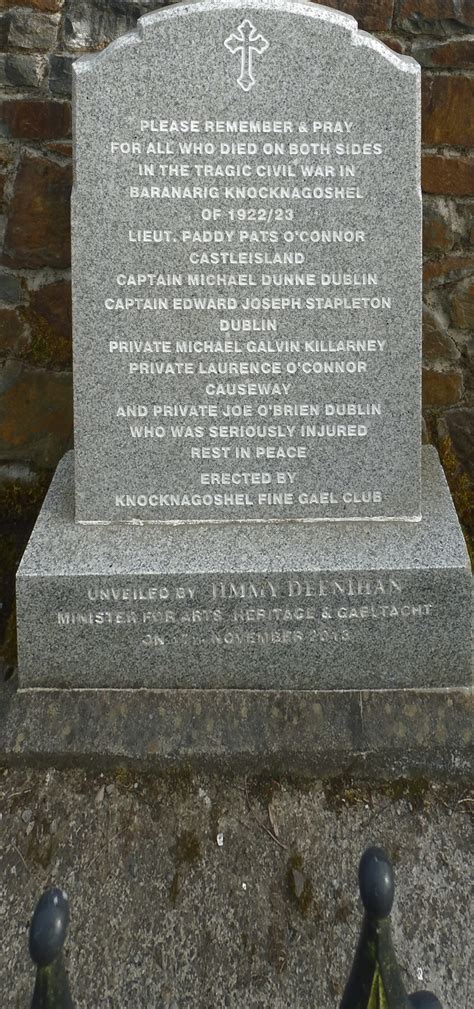 PLEASE REMEMBER & PRAY
FOR ALL WHO DIED ON BOTH SIDES
IN THE TRAGIC CIVIL WAR IN
BARANARIG KNOCKNAGOSHEL
OF 1922/23
LIEUT. PADDY PATS O'CONNOR
CASTLEISLAND
CAPTAIN MICHAEL DUNNE DUBLIN
CAPTAIN EDWARD JOSEPH STAPLETON
DUBLIN
PRIVATE MICHAEL GALVIN KILLARNEY
PRIVATE LAURENCE O'CONNOR
CAUSEWAY
AND PRIVATE JOE O'BRIEN DUBLIN
WHO WAS SERIOUSLY INJURED
REST IN PEACE
ERECTED BY
KNOCKNAGOSHEL FINE GAEL CLUB
UNVEILED BY JIMMY DEENIHAN
MINISTER FOR ARTS HERITAGE & GAELTACHT
ON NOVEMBER 2013